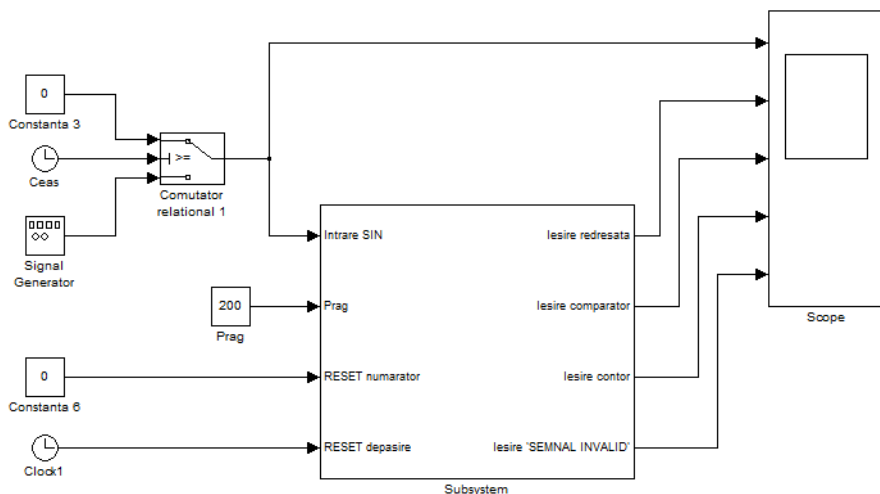 0
Constanta 3
Ceas
>=
Comutator
relational 1
Signal
Generator
200
Prag
0
Constanta 6
Clock1
Intrare SIN
Prag
RESET numarator
RESET depasire
Iesire redresata
Iesire comparator
Iesire contor
Iesire 'SEMNAL INVALID'
Subsystem
Scope